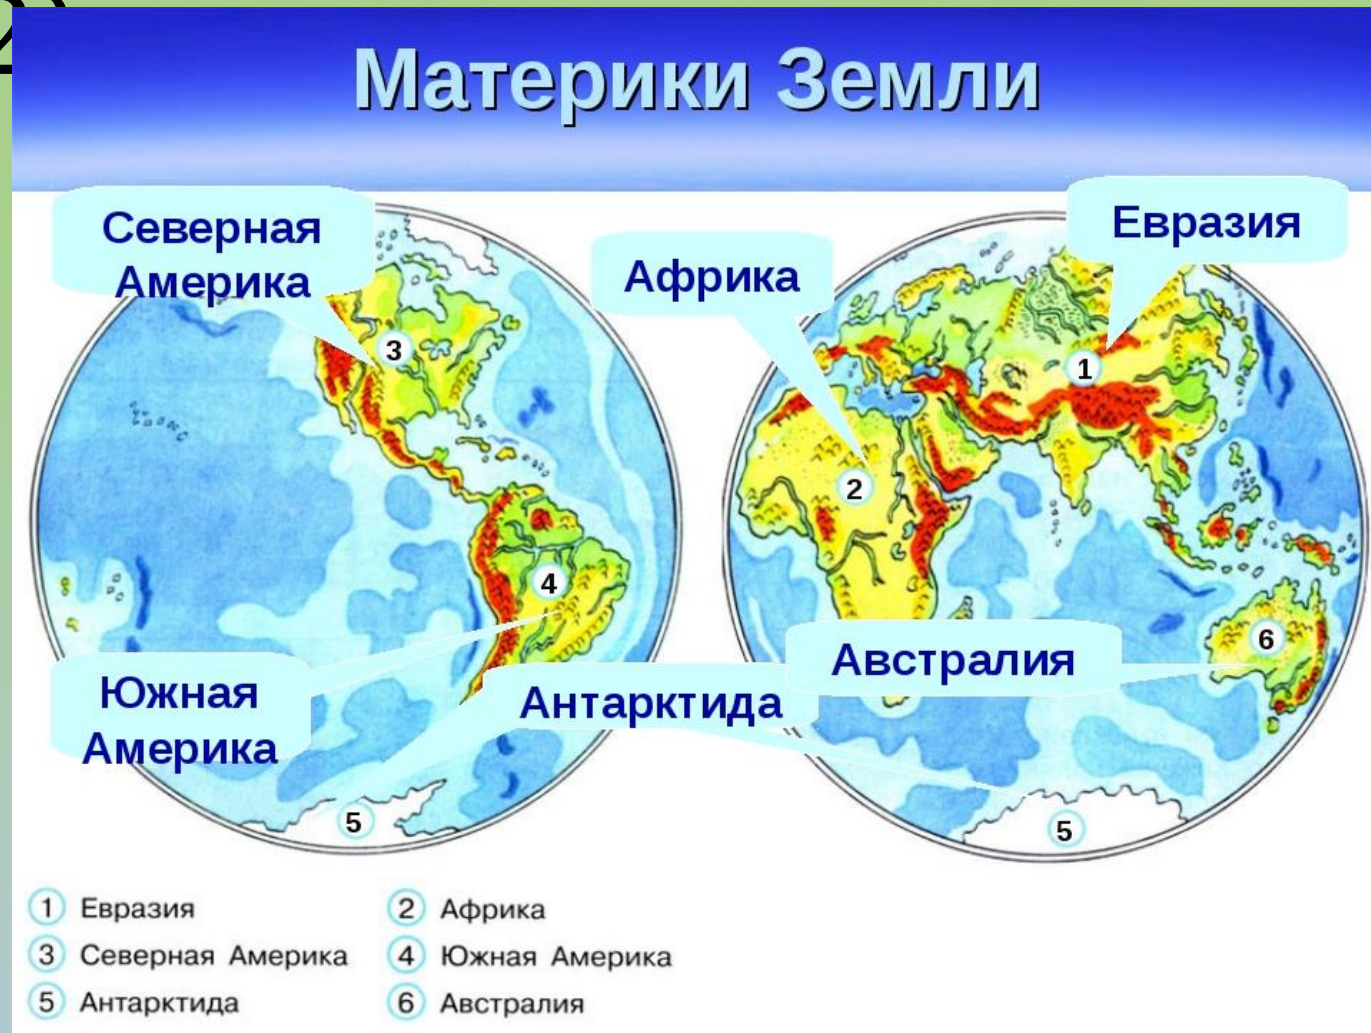 2)
Материки Земли
Северная
Америка
Африка
Евразия
3
1
2
4
6
Южная
Америка
Антарктида
Австралия
5
5
1 Евразия
2 Африка
3 Северная Америка
4 Южная Америка
5 Антарктида
6 Австралия